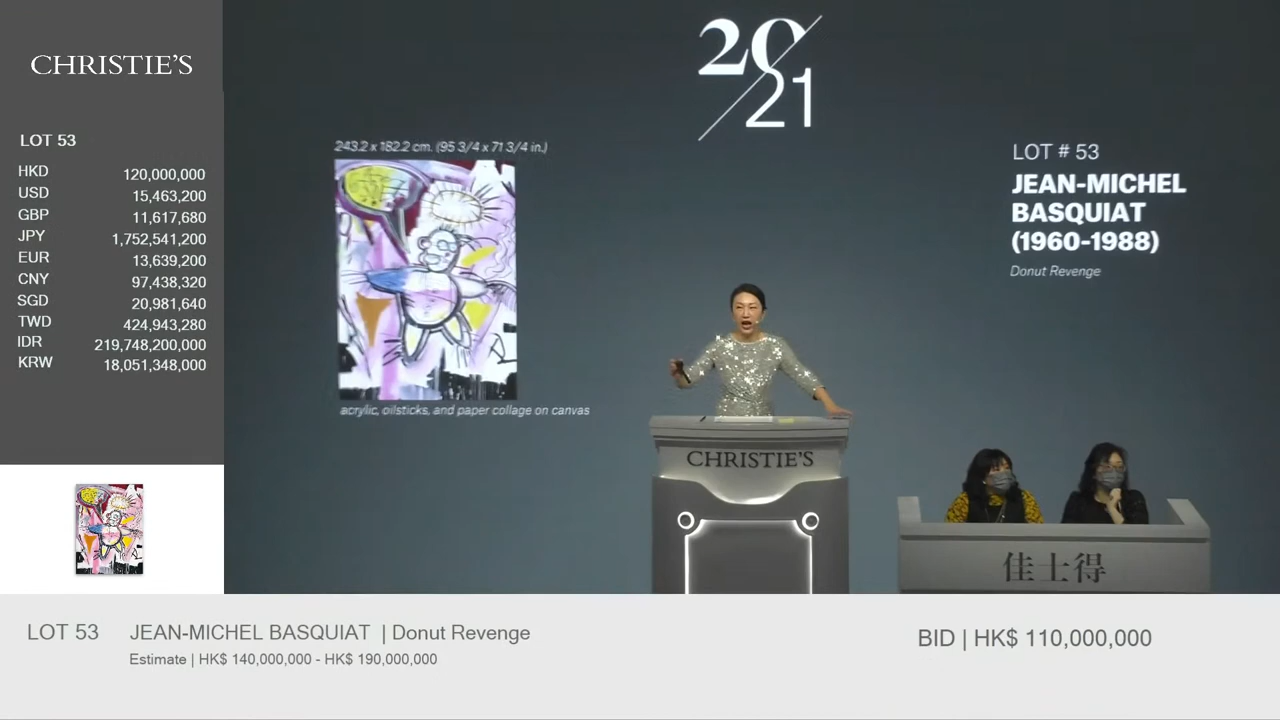 CHRISTIE'S
LOT 53
HKD 120,000,000
USD 15,463,200
GBP 11,617,680
JPY 1,752,541,200
EUR 13,639,200
CNY 97,438,320
SGD 20,981,640
TWD 424,943,280
IDR 219,748,200,000
KRW 18,051,348,000
20/21
243.2 x 182.2 cm. (95 3/4 x 71 3/4 in.)
acrylic, oilsticks, and paper collage on canvas
LOT # 53
JEAN-MICHEL
BASQUIAT
(1960-1988)
Donut Revenge
CHRISTIE'S
佳士得
LOT 53 JEAN-MICHEL BASQUIAT | Donut Revenge
Estimate | HK$ 140,000,000 - HK$ 190,000,000
BID | HK$ 110,000,000